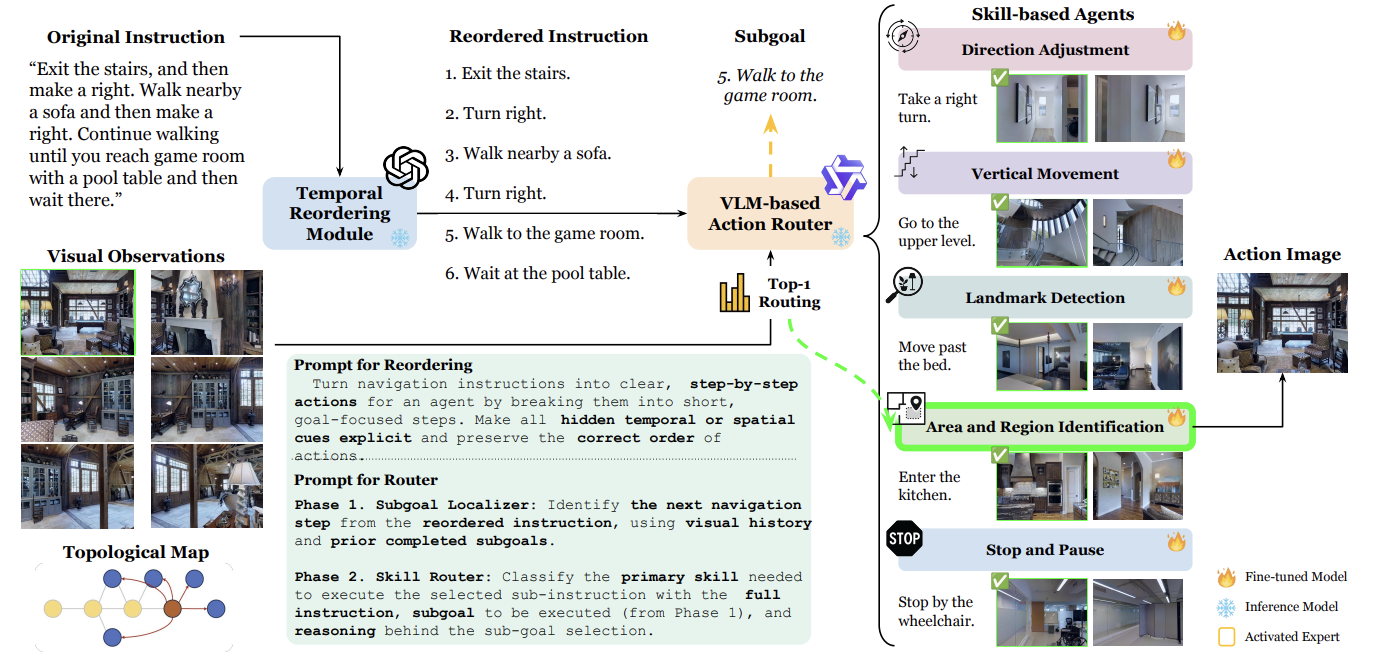 Original Instruction
“Exit the stairs, and then
make a right. Walk nearby
a sofa and then make a
right. Continue walking
until you reach game room
with a pool table and then
wait there.”
Visual Observations
Topological Map
Temporal
Reordering
Module
Reordered Instruction
1. Exit the stairs.
2. Turn right.
3. Walk nearby a sofa.
4. Turn right.
5. Walk to the game room.
6. Wait at the pool table.
Subgoal
5. Walk to the
game room.
VLM-based
Action Router
Top-1
Routing
Prompt for Reordering
Turn navigation instructions into clear, step-by-step
actions for an agent by breaking them into short,
goal-focused steps. Make all hidden temporal or spatial
cues explicit and preserve the correct order of
actions.
Prompt for Router
Phase 1. Subgoal Localizer: Identify the next navigation
step from the reordered instruction, using visual history
and prior completed subgoals.
Phase 2. Skill Router: Classify the primary skill needed
to execute the selected sub-instruction with the full
instruction, subgoal to be executed (from Phase 1), and
reasoning behind the sub-goal selection.
Skill-based Agents
Direction Adjustment
Take a right
turn.
Vertical Movement
Go to the
upper level.
Landmark Detection
Move past
the bed.
Area and Region Identification
Enter the
kitchen.
STOP
Stop and Pause
Stop by the
wheelchair.
Action Image
Fine-tuned Model
Inference Model
Activated Expert